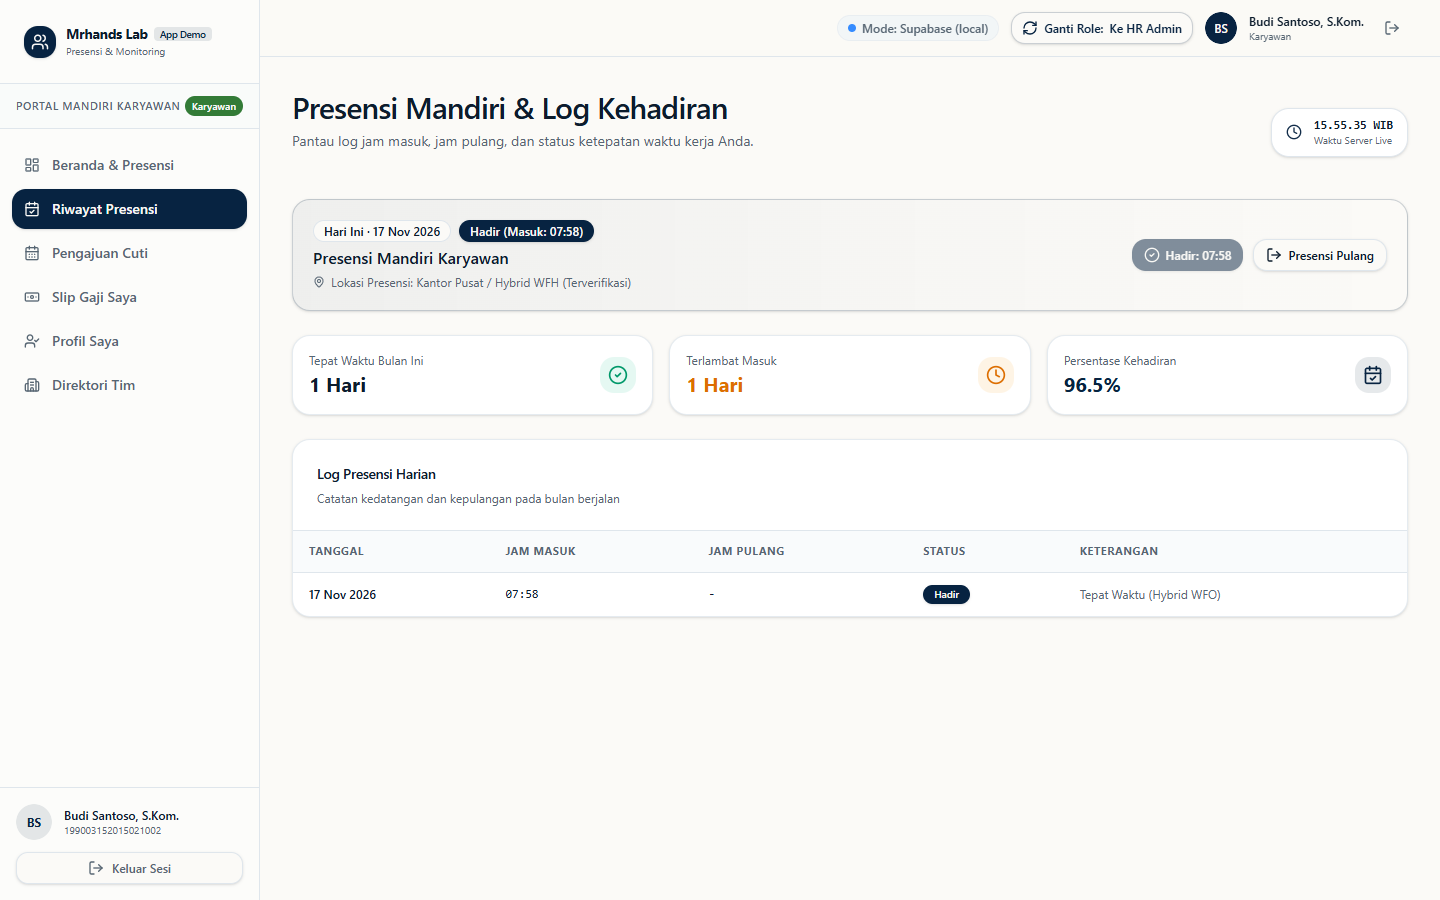 Mrhands Lab App Demo
Presensi & Monitoring
PORTAL MANDIRI KARYAWAN Karyawan
Beranda & Presensi
Riwayat Presensi
Pengajuan Cuti
Slip Gaji Saya
Profil Saya
Direktori Tim
BS
Budi Santoso, S.Kom.
199003152015021002
Keluar Sesi
Mode: Supabase (local)
Ganti Role: Ke HR Admin
BS
Budi Santoso, S.Kom.
Karyawan
Presensi Mandiri & Log Kehadiran
Pantau log jam masuk, jam pulang, dan status ketepatan waktu kerja Anda.
15.55.35 WIB
Waktu Server Live
Hari Ini · 17 Nov 2026 Hadir (Masuk: 07:58)
Presensi Mandiri Karyawan
Lokasi Presensi: Kantor Pusat / Hybrid WFH (Terverifikasi)
Hadir: 07:58
Presensi Pulang
Tepat Waktu Bulan Ini
1 Hari
Terlambat Masuk
1 Hari
Persentase Kehadiran
96.5%
Log Presensi Harian
Catatan kedatangan dan kepulangan pada bulan berjalan
TANGGAL JAM MASUK JAM PULANG STATUS KETERANGAN
17 Nov 2026 07:58 - Hadir Tepat Waktu (Hybrid WFO)